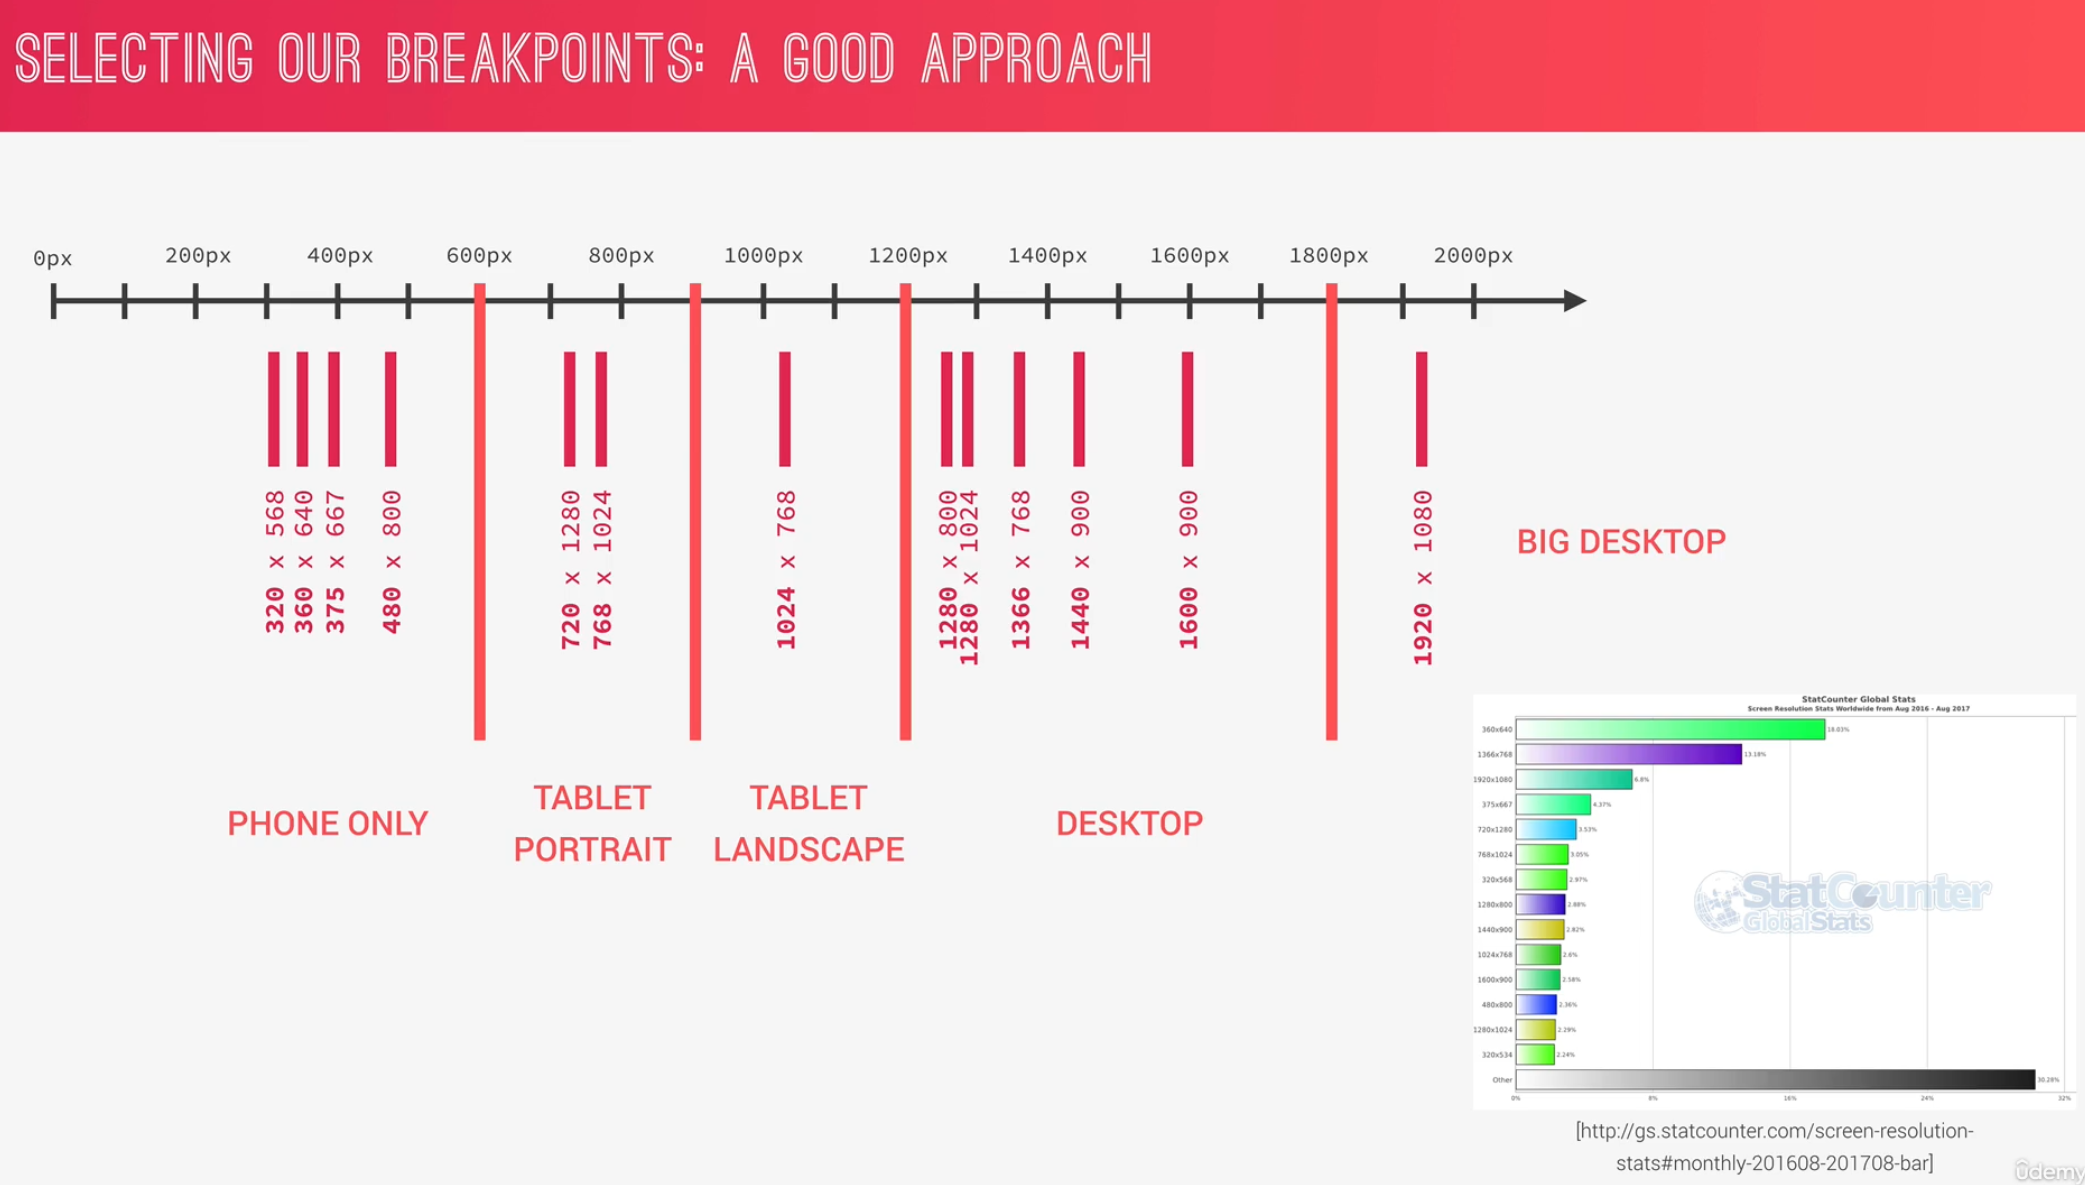 SELECTING OUR BREAKPOINTS: A GOOD APPROACH
0px
200px
400px
600px
800px
1000px
1200px
1400px
1600px
1800px
2000px
320 x 568
360 x 640
375 x 667
480 x 800
720 x 1280
768 x 1024
1024 x 768
1280 x 800
1280 x 1024
1366 x 768
1440 x 900
1600 x 900
1920 x 1080
BIG DESKTOP
PHONE ONLY
TABLET
PORTRAIT
TABLET
LANDSCAPE
DESKTOP
StatCounter Global Stats
Screen Resolution Stats Worldwide from Aug 2016 - Aug 2017
360x640 18.03%
1366x768 13.18%
1920x1080 6.8%
375x667 4.37%
720x1280 3.53%
768x1024 3.05%
320x568 2.97%
1280x800 2.88%
1440x900 2.82%
1024x768 2.6%
1600x900 2.58%
480x800 2.36%
1280x1024 2.29%
320x534 2.24%
Other 30.28%
0% 8% 16% 24% 32%
StatCounter
GlobalStats
[http://gs.statcounter.com/screen-resolution-
stats#monthly-201608-201708-bar]
ûdemy